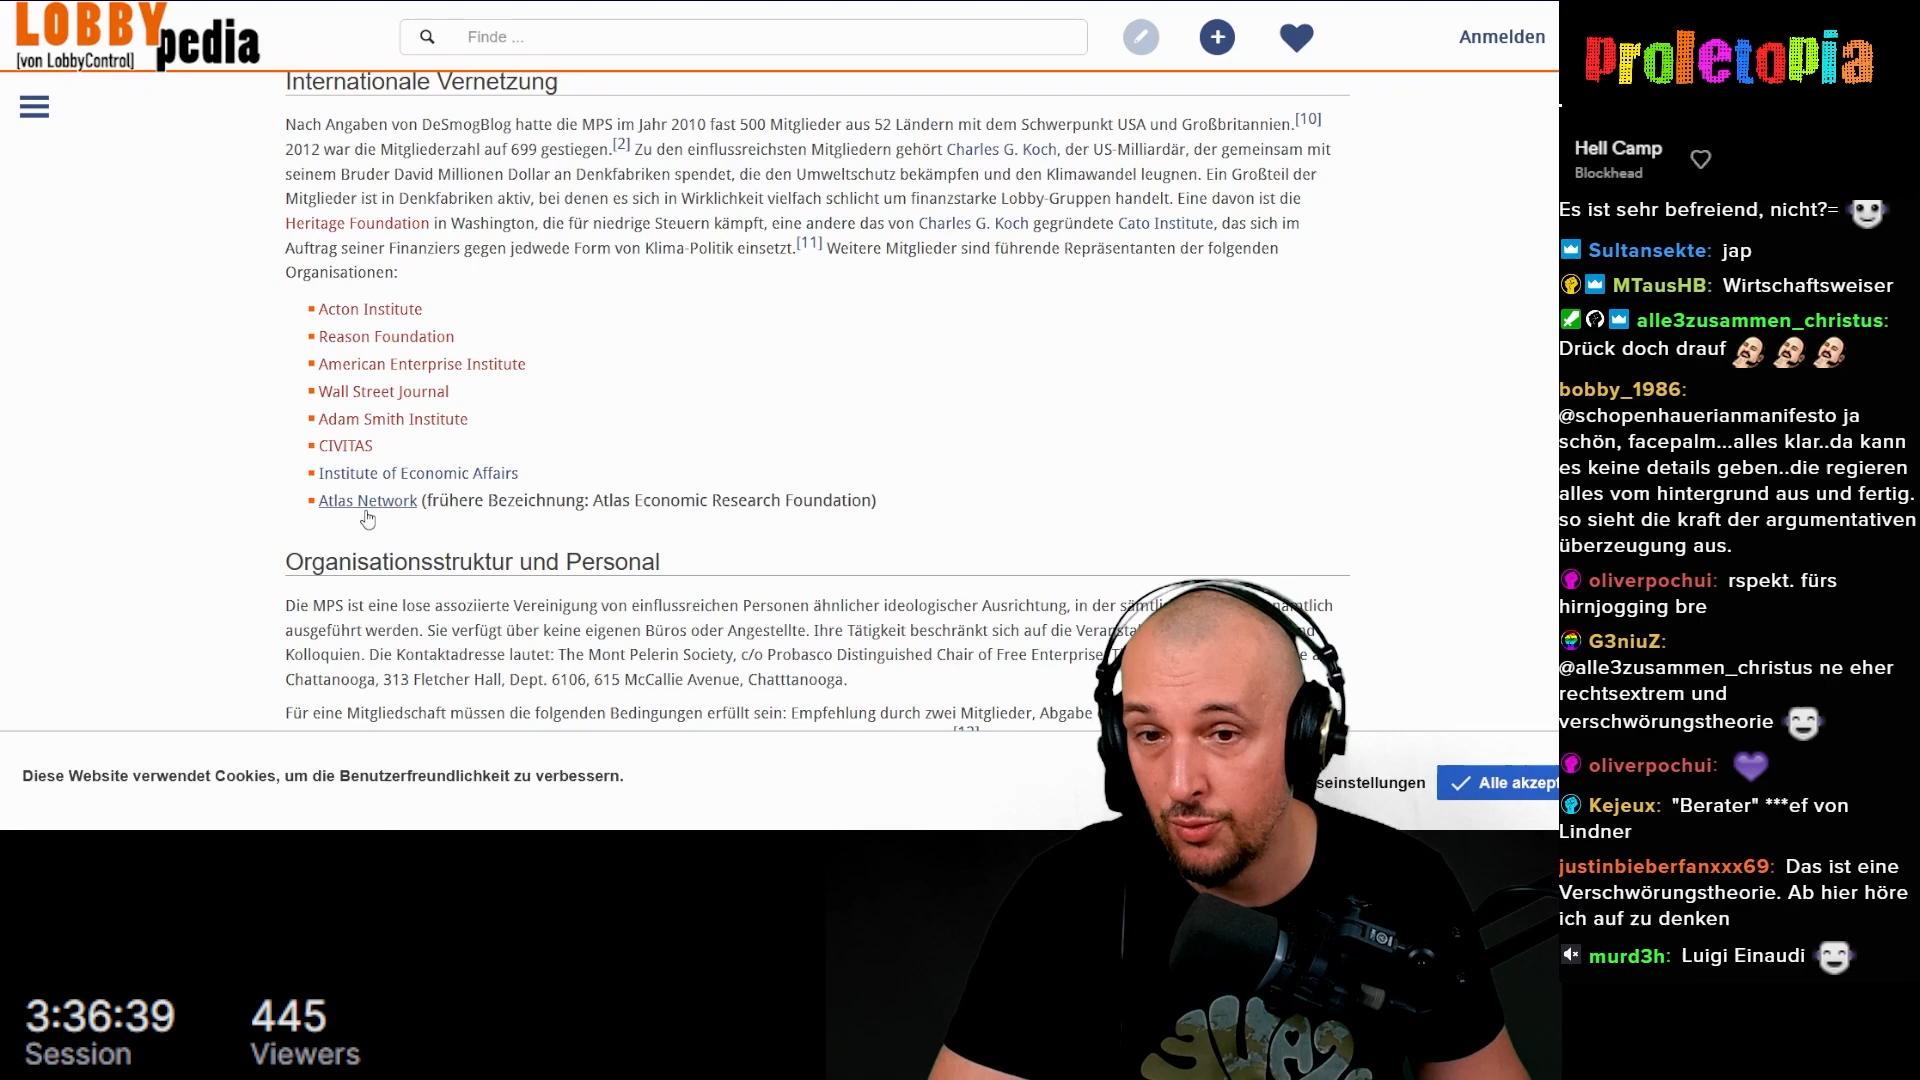 LOBBYpedia
[von LobbyControl]
Finde ...
Anmelden
Internationale Vernetzung
Nach Angaben von DeSmogBlog hatte die MPS im Jahr 2010 fast 500 Mitglieder aus 52 Ländern mit dem Schwerpunkt USA und Großbritannien.[10]
2012 war die Mitgliederzahl auf 699 gestiegen.[2] Zu den einflussreichsten Mitgliedern gehört Charles G. Koch, der US-Milliardär, der gemeinsam mit
seinem Bruder David Millionen Dollar an Denkfabriken spendet, die den Umweltschutz bekämpfen und den Klimawandel leugnen. Ein Großteil der
Mitglieder ist in Denkfabriken aktiv, bei denen es sich in Wirklichkeit vielfach schlicht um finanzstarke Lobby-Gruppen handelt. Eine davon ist die
Heritage Foundation in Washington, die für niedrige Steuern kämpft, eine andere das von Charles G. Koch gegründete Cato Institute, das sich im
Auftrag seiner Finanziers gegen jedwede Form von Klima-Politik einsetzt.[11] Weitere Mitglieder sind führende Repräsentanten der folgenden
Organisationen:
Acton Institute
Reason Foundation
American Enterprise Institute
Wall Street Journal
Adam Smith Institute
CIVITAS
Institute of Economic Affairs
Atlas Network (frühere Bezeichnung: Atlas Economic Research Foundation)
Organisationsstruktur und Personal
Die MPS ist eine lose assoziierte Vereinigung von einflussreichen Personen ähnlicher ideologischer Ausrichtung, in der
ausgeführt werden. Sie verfügt über keine eigenen Büros oder Angestellte. Ihre Tätigkeit beschränkt sich auf die
Kolloquien. Die Kontaktadresse lautet: The Mont Pelerin Society, c/o Probasco Distinguished Chair of Free Enterprise,
Chattanooga, 313 Fletcher Hall, Dept. 6106, 615 McCallie Avenue, Chatttanooga.
Für eine Mitgliedschaft müssen die folgenden Bedingungen erfüllt sein: Empfehlung durch zwei Mitglieder, Abgabe
Diese Website verwendet Cookies, um die Benutzerfreundlichkeit zu verbessern.
seinstellungen
Alle akzept
3:36:39
Session
445
Viewers
Proletopia
Hell Camp
Blockhead
Es ist sehr befreiend, nicht?=
Sultansekte: jap
MTausHB: Wirtschaftsweiser
alle3zusammen_christus:
Drück doch drauf
bobby_1986:
@schopenhauerianmanifesto ja
schön, facepalm...alles klar..da kann
es keine details geben..die regieren
alles vom hintergrund aus und fertig.
so sieht die kraft der argumentativen
überzeugung aus.
oliverpochui: rspekt. fürs
hirnjogging bre
G3niuZ:
@alle3zusammen_christus ne eher
rechtsextrem und
verschwörungstheorie
oliverpochui:
Kejeux: "Berater" ***ef von
Lindner
justinbieberfanxxx69: Das ist eine
Verschwörungstheorie. Ab hier höre
ich auf zu denken
murd3h: Luigi Einaudi